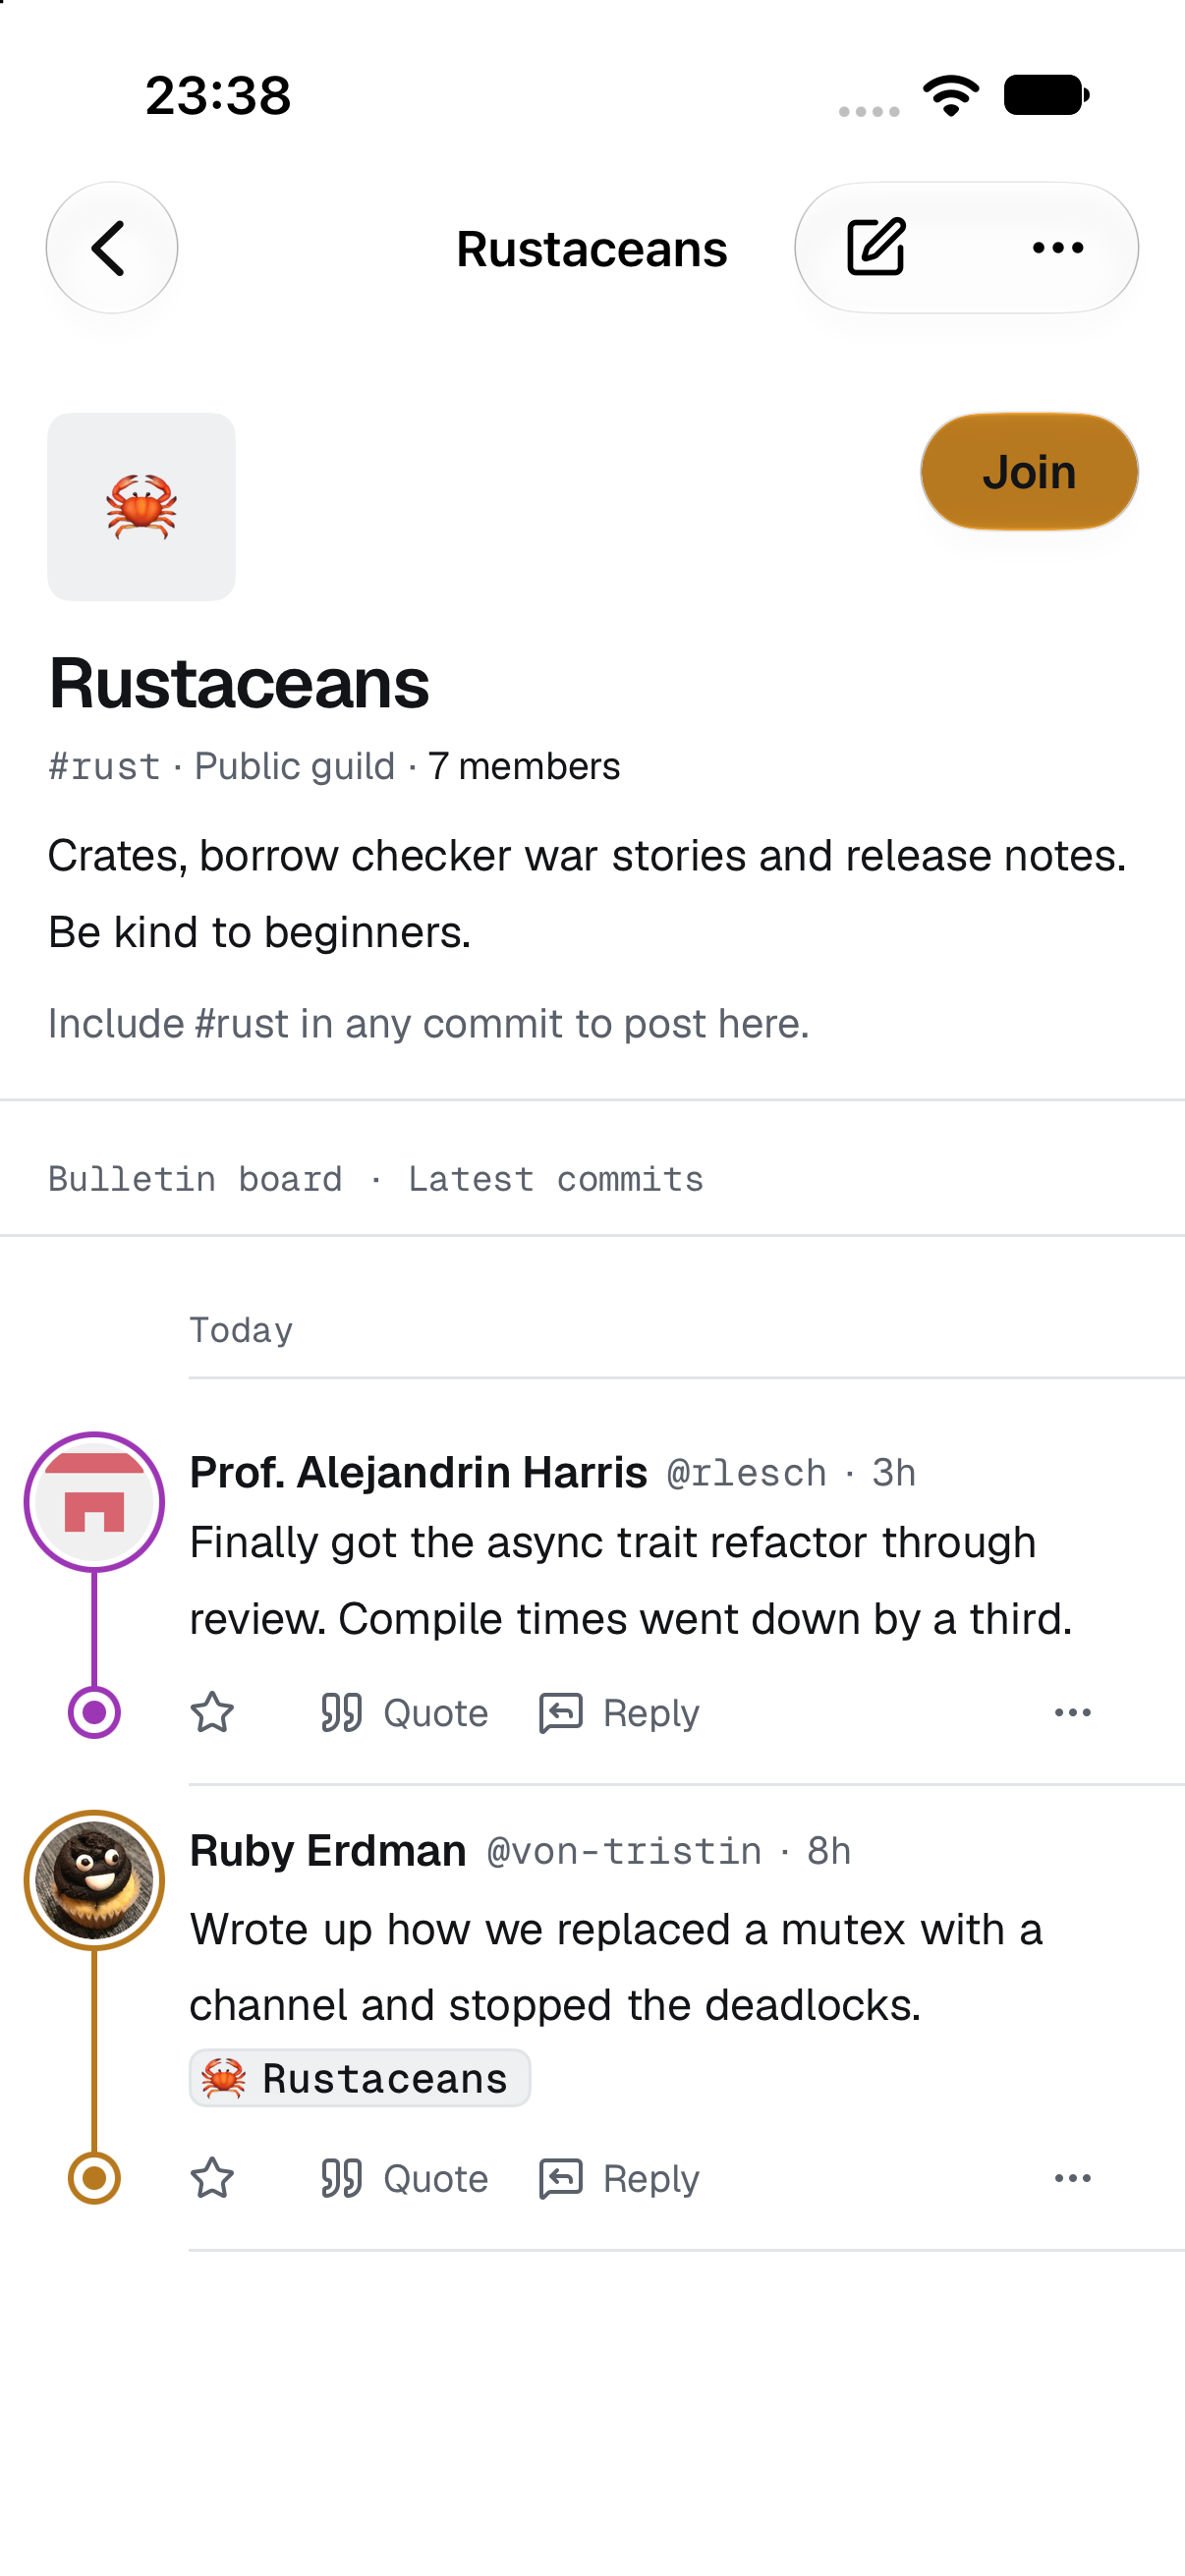 23:38
Rustaceans
Join
Rustaceans
#rust · Public guild · 7 members
Crates, borrow checker war stories and release notes.
Be kind to beginners.
Include #rust in any commit to post here.
Bulletin board · Latest commits
Today
Prof. Alejandrin Harris @rlesch · 3h
Finally got the async trait refactor through
review. Compile times went down by a third.
Quote Reply
Ruby Erdman @von-tristin · 8h
Wrote up how we replaced a mutex with a
channel and stopped the deadlocks.
🦀 Rustaceans
Quote Reply